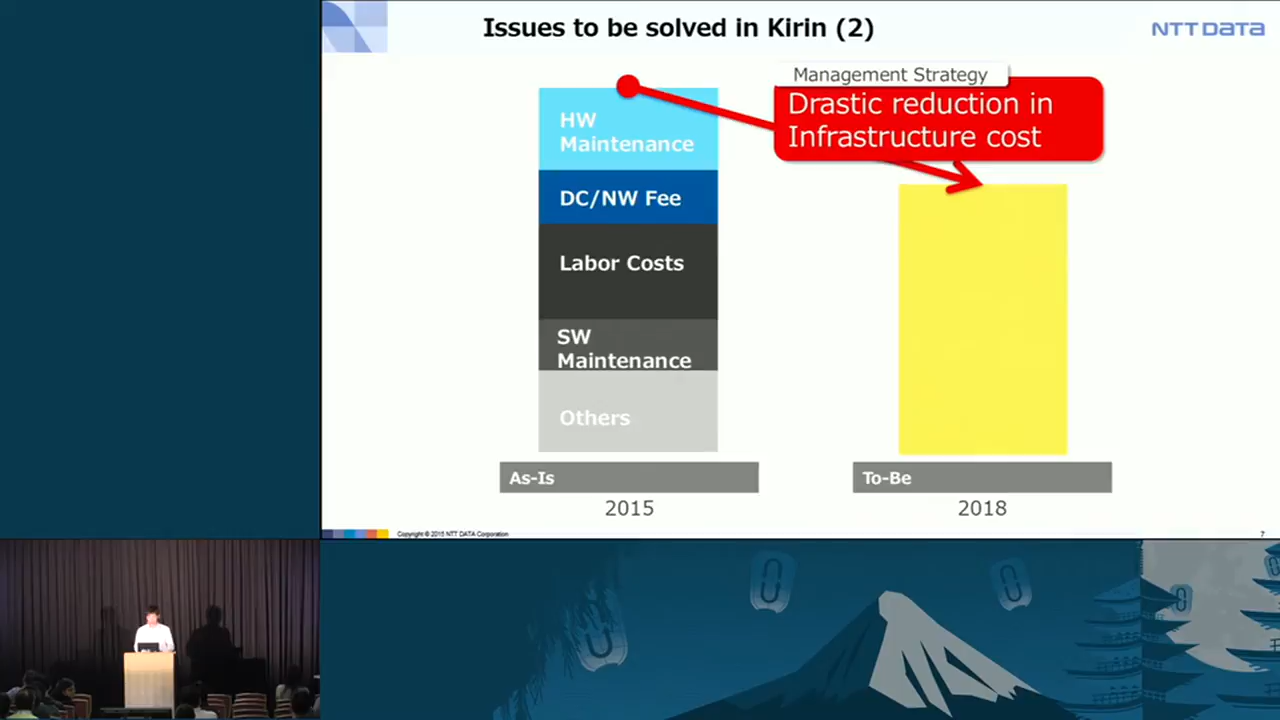 Issues to be solved in Kirin (2)
NTT DATA
Management Strategy
Drastic reduction in
Infrastructure cost
HW
Maintenance
DC/NW Fee
Labor Costs
SW
Maintenance
Others
As-Is
To-Be
2015
2018
Copyright © 2015 NTT DATA Corporation
7